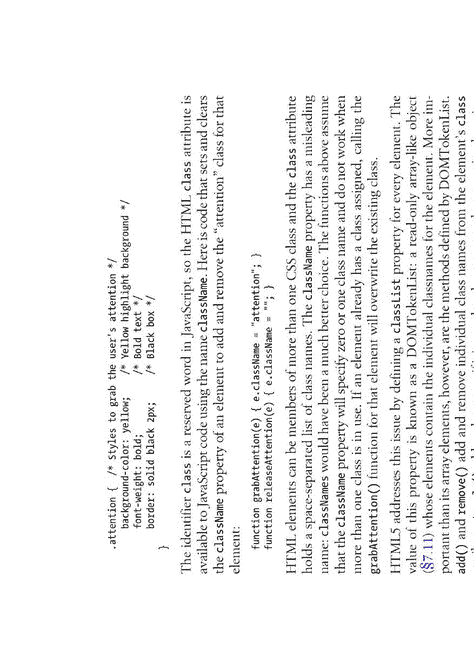 .attention {  /* Styles to grab the user's attention */
background-color: yellow;     /* Yellow highlight background */
font-weight: bold;            /* Bold text */
border: solid black 2px;      /* Black box */
}
The identifier class is a reserved word in JavaScript, so the HTML class attribute is
available to JavaScript code using the name className. Here is code that sets and clears
the className property of an element to add and remove the “attention” class for that
element:
function grabAttention(e) { e.className = "attention"; }
function releaseAttention(e) { e.className = ""; }
HTML elements can be members of more than one CSS class and the class attribute
holds a space-separated list of class names. The className property has a misleading
name: classNames would have been a much better choice. The functions above assume
that the className property will specify zero or one class name and do not work when
more than one class is in use. If an element already has a class assigned, calling the
grabAttention() function for that element will overwrite the existing class.
HTML5 addresses this issue by defining a classList property for every element. The
value of this property is known as a DOMTokenList: a read-only array-like object
(§7.11) whose elements contain the individual classnames for the element. More im-
portant than its array elements, however, are the methods defined by DOMTokenList.
add() and remove() add and remove individual class names from the element's class